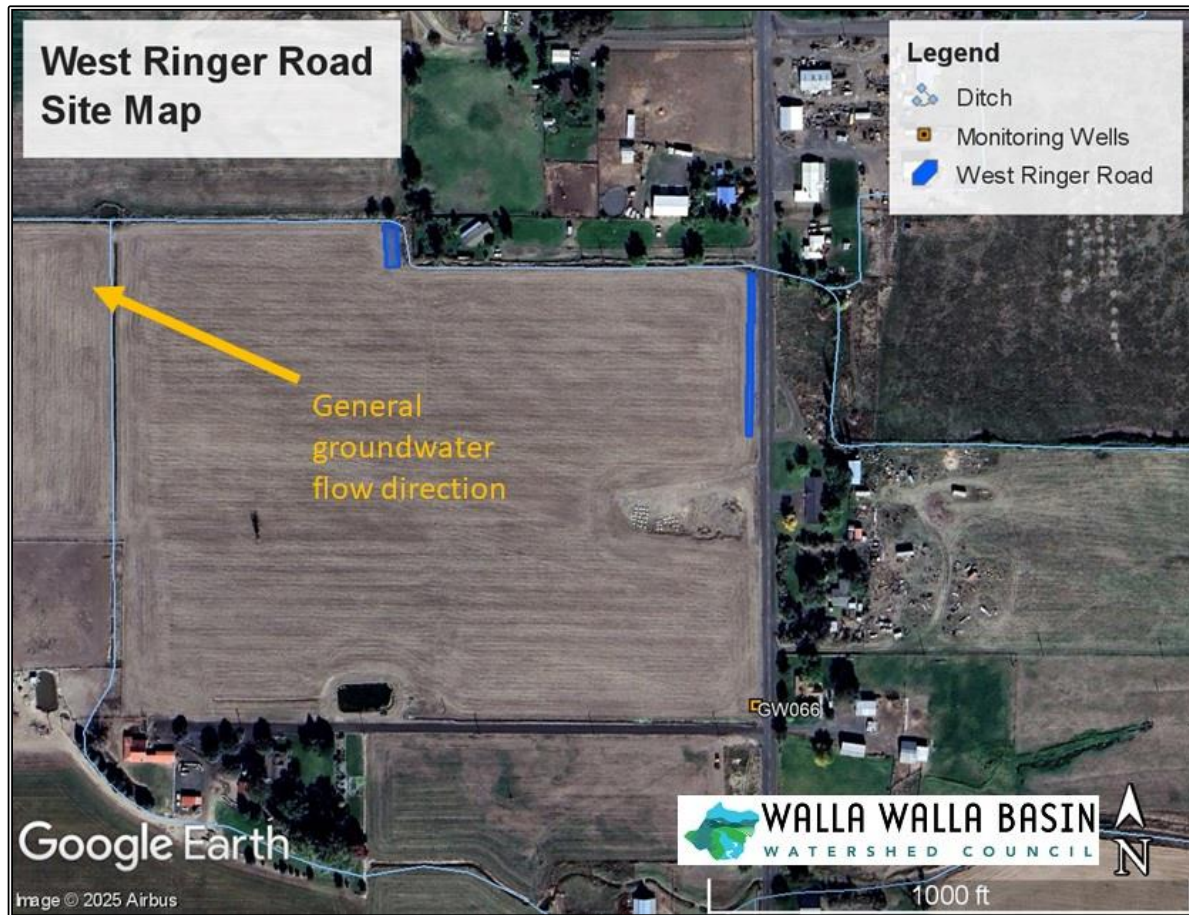 West Ringer Road
Site Map
Legend
Ditch
Monitoring Wells
West Ringer Road
General
groundwater
flow direction
GW066
WALLA WALLA BASIN
WATERSHED COUNCIL
N
Google Earth
1000 ft
Image © 2025 Airbus